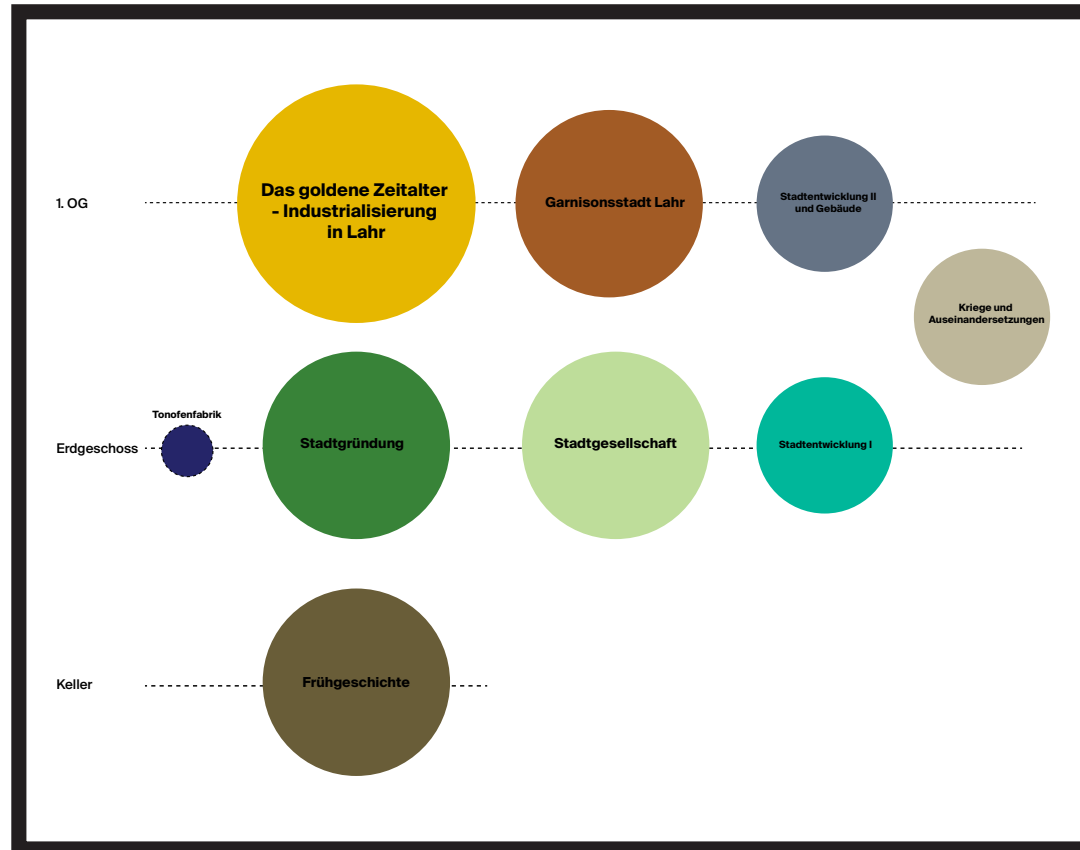 1. OG
Das goldene Zeitalter
- Industrialisierung
in Lahr
Garnisonsstadt Lahr
Stadtentwicklung II
und Gebäude
Kriege und
Auseinandersetzungen
Erdgeschoss
Tonofenfabrik
Stadtgründung
Stadtgesellschaft
Stadtentwicklung I
Keller
Frühgeschichte